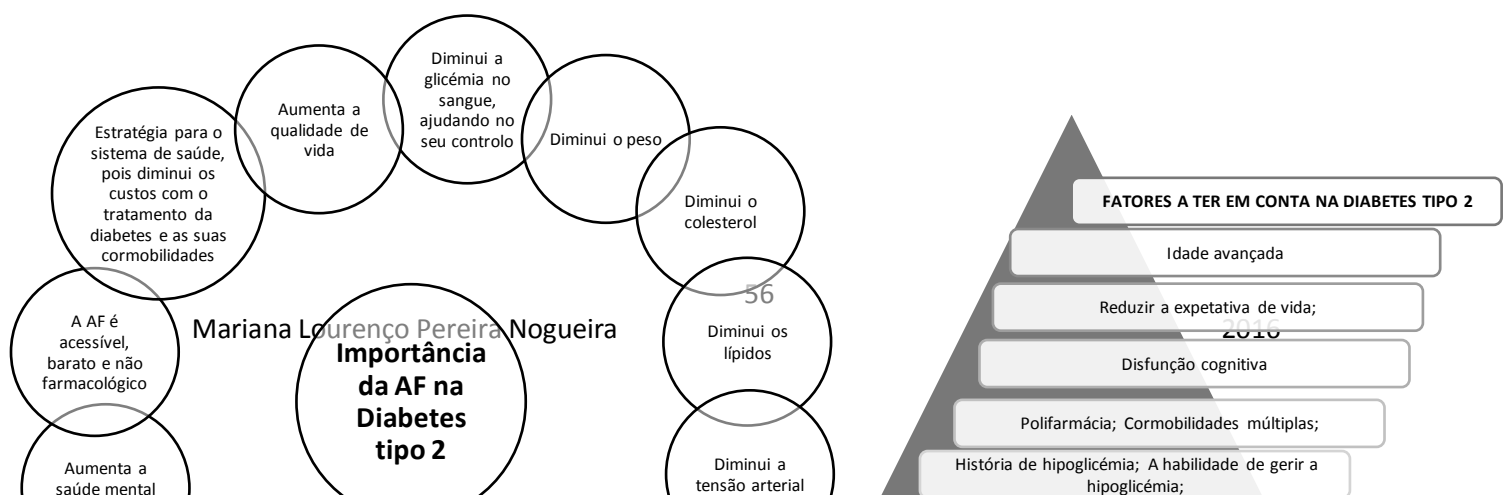 Diminui a
glicémia no
sangue,
ajudando no
seu controlo
Aumenta a
qualidade de
vida
Diminui o peso
Estratégia para o
sistema de saúde,
pois diminui os
custos com o
tratamento da
diabetes e as suas
cormobilidades
Diminui o
colesterol
A AF é
acessível,
barato e não
farmacológico
56
Diminui os
lípidos
Mariana Lourenço Pereira Nogueira
Importância
da AF na
Diabetes
tipo 2
Aumenta a
saúde mental
Diminui a
tensão arterial
FATORES A TER EM CONTA NA DIABETES TIPO 2
Idade avançada
Reduzir a expetativa de vida;
2016
Disfunção cognitiva
Polifarmácia; Cormobilidades múltiplas;
História de hipoglicémia; A habilidade de gerir a
hipoglicémia;